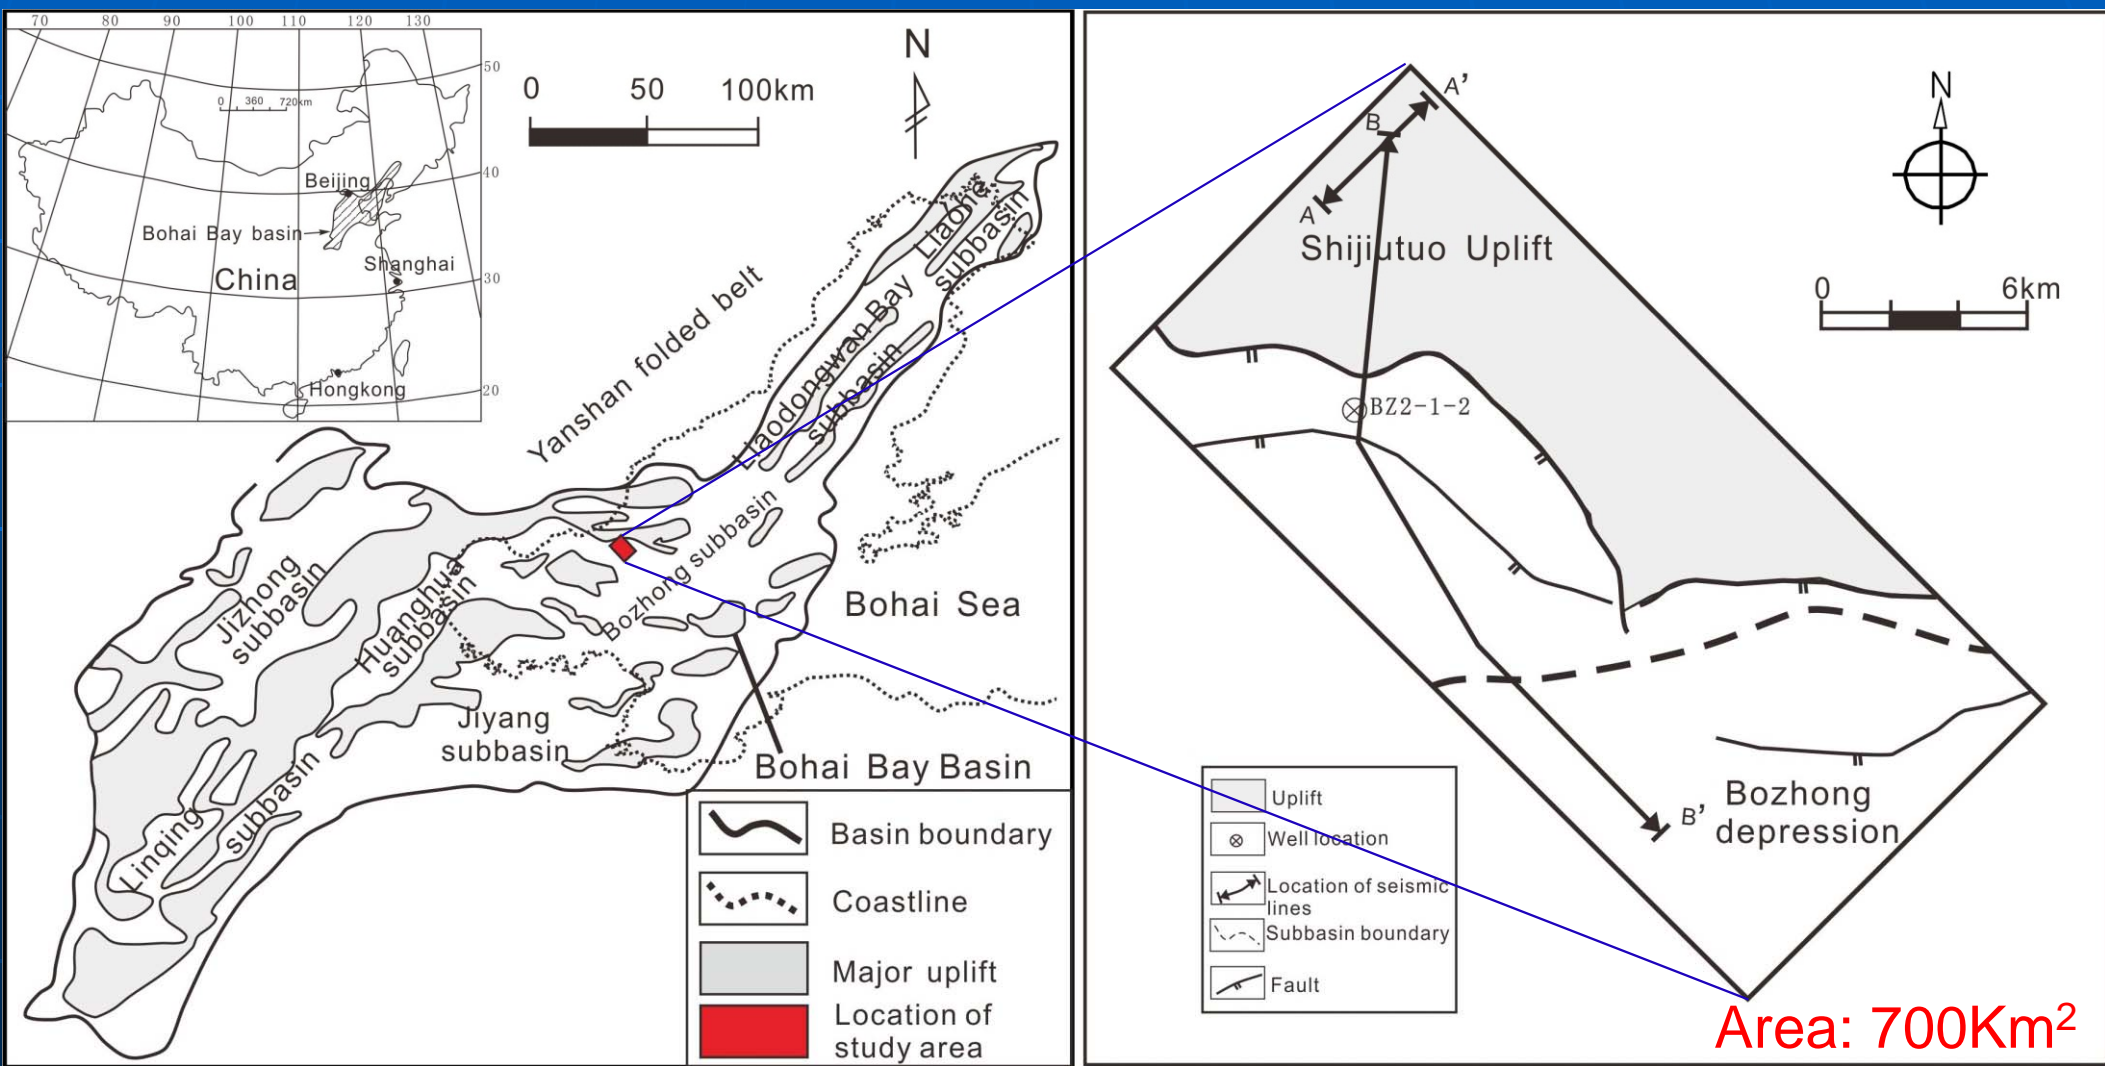 70 80 90 100 110 120 130
50
40
30
20
0 360 720km
Beijing
Bohai Bay basin
China
Shanghai
Hongkong
0 50 100km
N
Yanshan folded belt
Liaohe
subbasin
Liaodongwan Bay
subbasin
Bozhong subbasin
Jizhong
subbasin
Huanghua
subbasin
Bohai Sea
Jiyang
subbasin
Bohai Bay Basin
Linqing
subbasin
Basin boundary
Coastline
Major uplift
Location of
study area
A'
B
A
Shijiutuo Uplift
N
0 6km
BZ2-1-2
B'
Bozhong
depression
Uplift
Well location
Location of seismic
lines
Subbasin boundary
Fault
Area: 700Km2